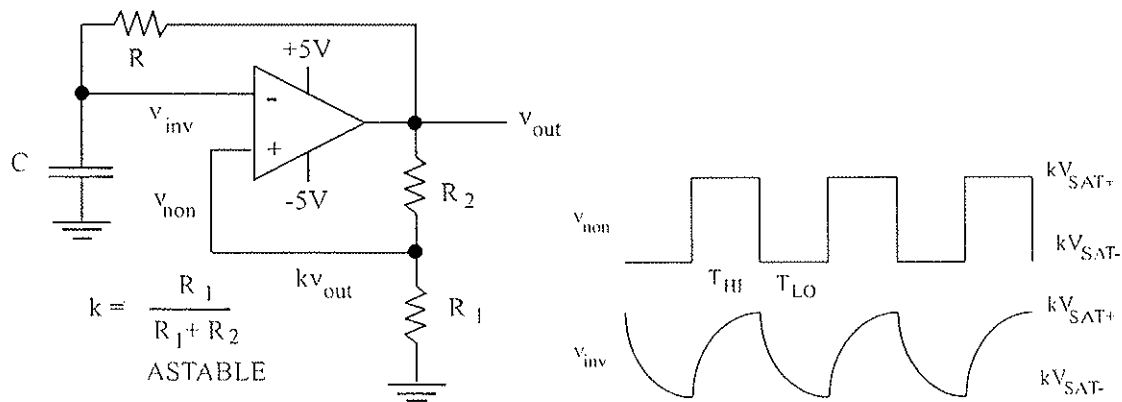 R
+5V
-
v_inv
v_out
+
C
-5V
R_2
v_non
kv_out
k = R_1 / (R_1 + R_2)
R_1
ASTABLE
kV_SAT+
v_non
kV_SAT-
T_HI
T_LO
kV_SAT+
v_inv
kV_SAT-